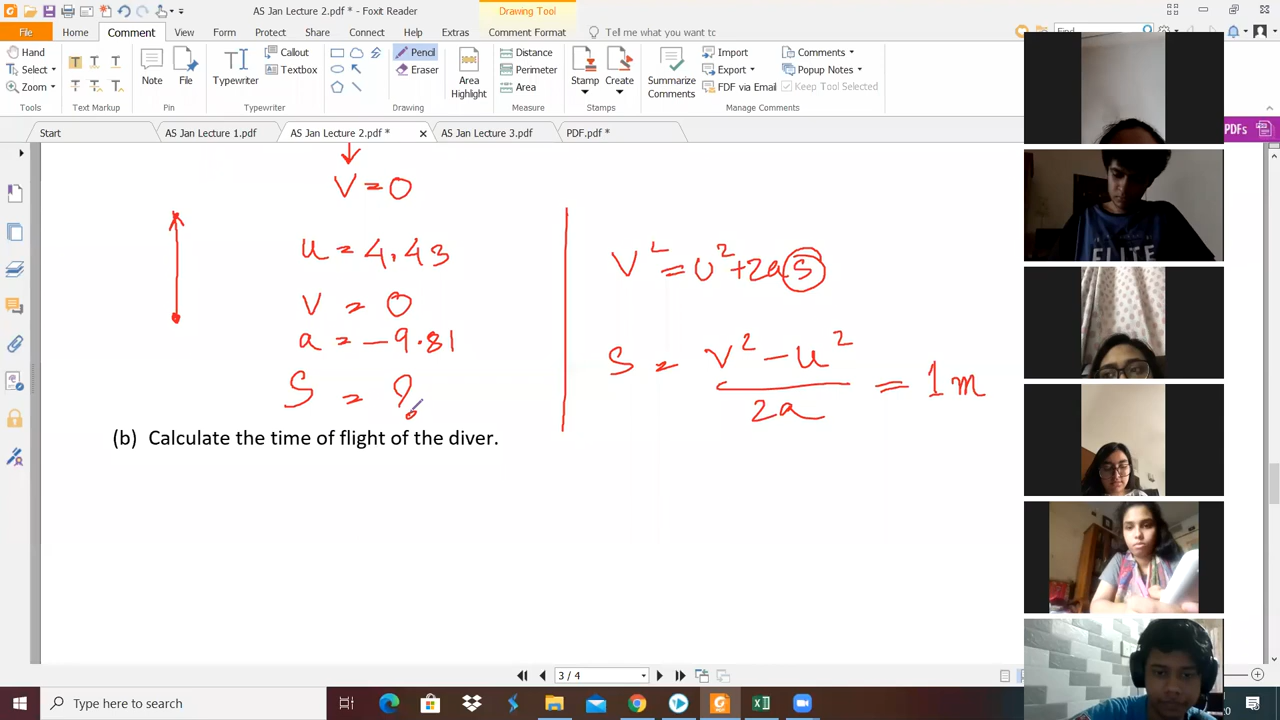 AS Jan Lecture 2.pdf * - Foxit Reader
Drawing Tool
File Home Comment View Form Protect Share Connect Help Extras Comment Format Tell me what you want tc Find
Hand
Select
Zoom
Tools
Text Markup
Note
File
Pin
Typewriter
Callout
Textbox
Typewriter
Pencil
Eraser
Drawing
Area Highlight
Distance
Perimeter
Area
Measure
Stamp
Create
Stamps
Summarize Comments
Import
Export
FDF via Email
Comments
Popup Notes
Keep Tool Selected
Manage Comments
Start AS Jan Lecture 1.pdf AS Jan Lecture 2.pdf * AS Jan Lecture 3.pdf PDF.pdf * PDFs
V = 0
u = 4.43
V = 0
a = -9.81
S = ?
V² = u² + 2aS
S = V² - u² / 2a = 1m
(b) Calculate the time of flight of the diver.
ELITE
3 / 4
Type here to search